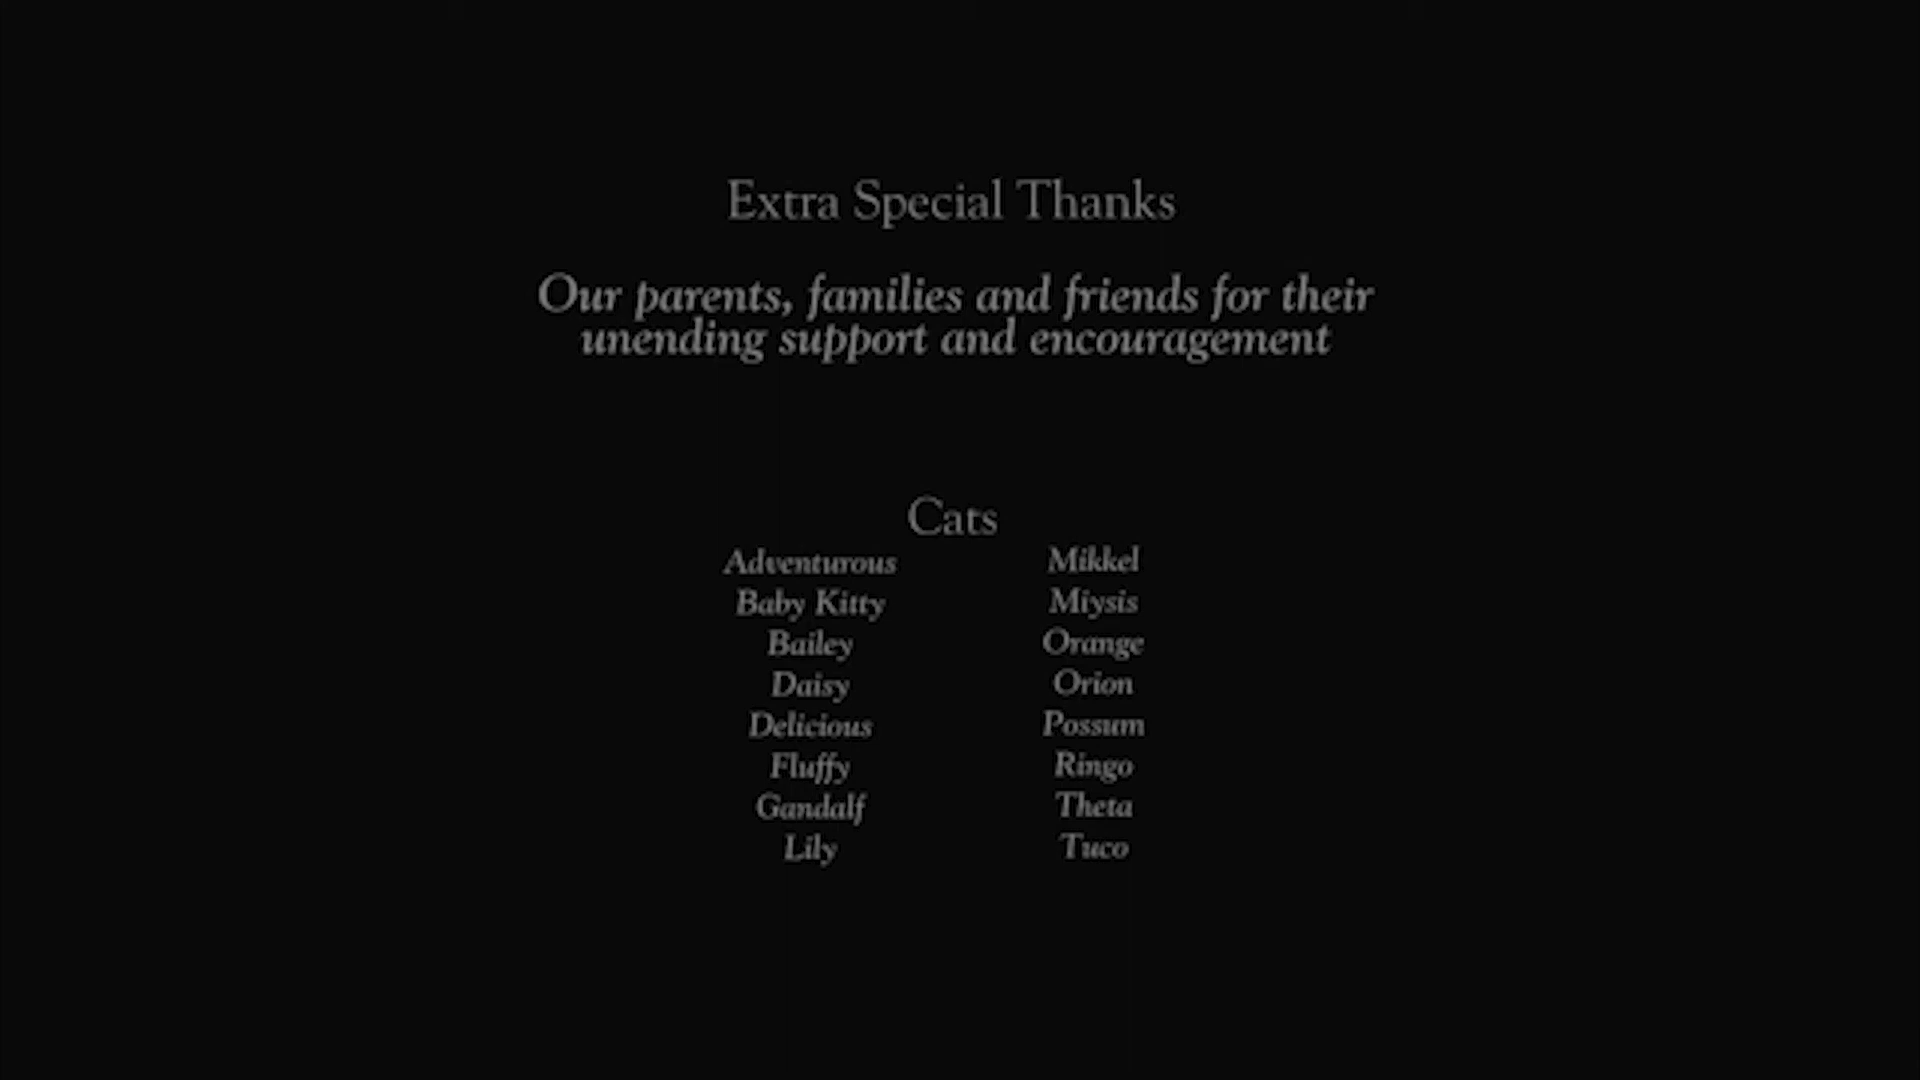 Extra Special Thanks
Our parents, families and friends for their
unending support and encouragement
Cats
Adventurous
Baby Kitty
Bailey
Daisy
Delicious
Fluffy
Gandalf
Lily
Mikkel
Miysis
Orange
Orion
Possum
Ringo
Theta
Tuco